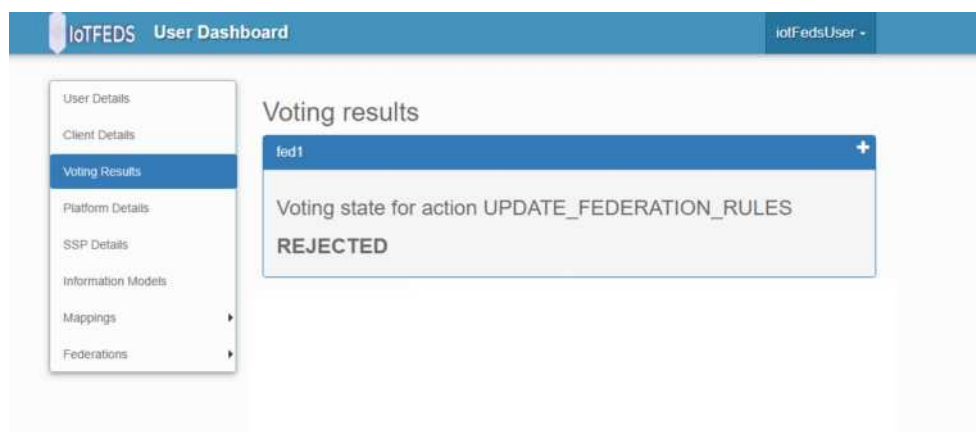 IoTFEDS User Dashboard
iotFedsUser
User Details
Client Details
Voting Results
Platform Details
SSP Details
Information Models
Mappings
Federations
Voting results
fed1
Voting state for action UPDATE_FEDERATION_RULES
REJECTED